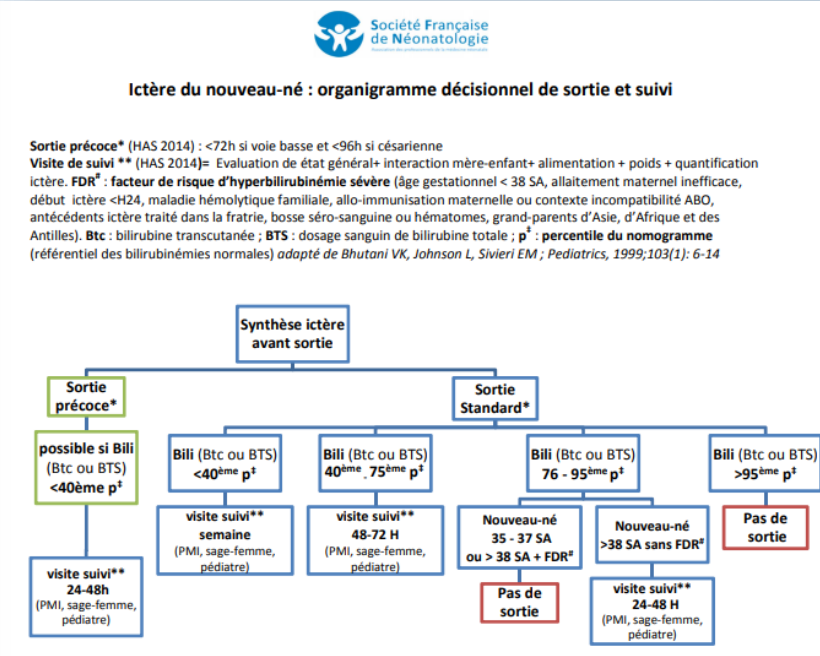 Société Française
de Néonatologie
Association des professionnels de la médecine néonatale
Ictère du nouveau-né : organigramme décisionnel de sortie et suivi
Sortie précoce* (HAS 2014) : <72h si voie basse et <96h si césarienne
Visite de suivi ** (HAS 2014)= Evaluation de état général+ interaction mère-enfant+ alimentation + poids + quantification
ictère. FDR# : facteur de risque d’hyperbilirubinémie sévère (âge gestationnel < 38 SA, allaitement maternel inefficace,
début ictère <H24, maladie hémolytique familiale, allo-immunisation maternelle ou contexte incompatibilité ABO,
antécédents ictère traité dans la fratrie, bosse séro-sanguine ou hématomes, grand-parents d’Asie, d’Afrique et des
Antilles). Btc : bilirubine transcutanée ; BTS : dosage sanguin de bilirubine totale ; p‡ : percentile du nomogramme
(référentiel des bilirubinémies normales) adapté de Bhutani VK, Johnson L, Sivieri EM ; Pediatrics, 1999;103(1): 6-14
Synthèse ictère
avant sortie
Sortie
précoce*
Sortie
Standard*
possible si Bili
(Btc ou BTS)
<40ème p‡
Bili (Btc ou BTS)
<40ème p‡
Bili (Btc ou BTS)
40ème - 75ème p‡
Bili (Btc ou BTS)
76 - 95ème p‡
Bili (Btc ou BTS)
>95ème p‡
visite suivi**
24-48h
(PMI, sage-femme,
pédiatre)
visite suivi**
semaine
(PMI, sage-femme,
pédiatre)
visite suivi**
48-72 H
(PMI, sage-femme,
pédiatre)
Nouveau-né
35 - 37 SA
ou > 38 SA + FDR#
Pas de
sortie
Nouveau-né
>38 SA sans FDR#
visite suivi**
24-48 H
(PMI, sage-femme,
pédiatre)
Pas de
sortie